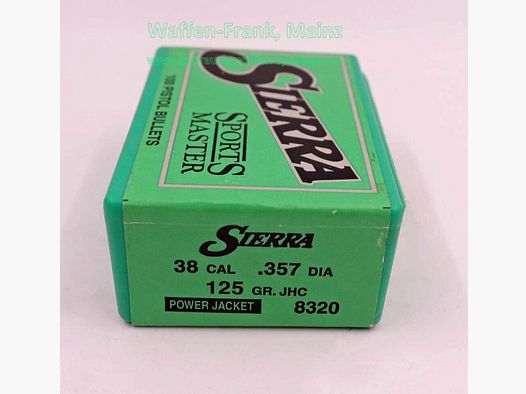 Waffen-Frank, Mainz
SIERRA
SPORTS
MASTER
100 PISTOL BULLETS
SIERRA
38 CAL .357 DIA
125 GR. JHC
POWER JACKET 8320